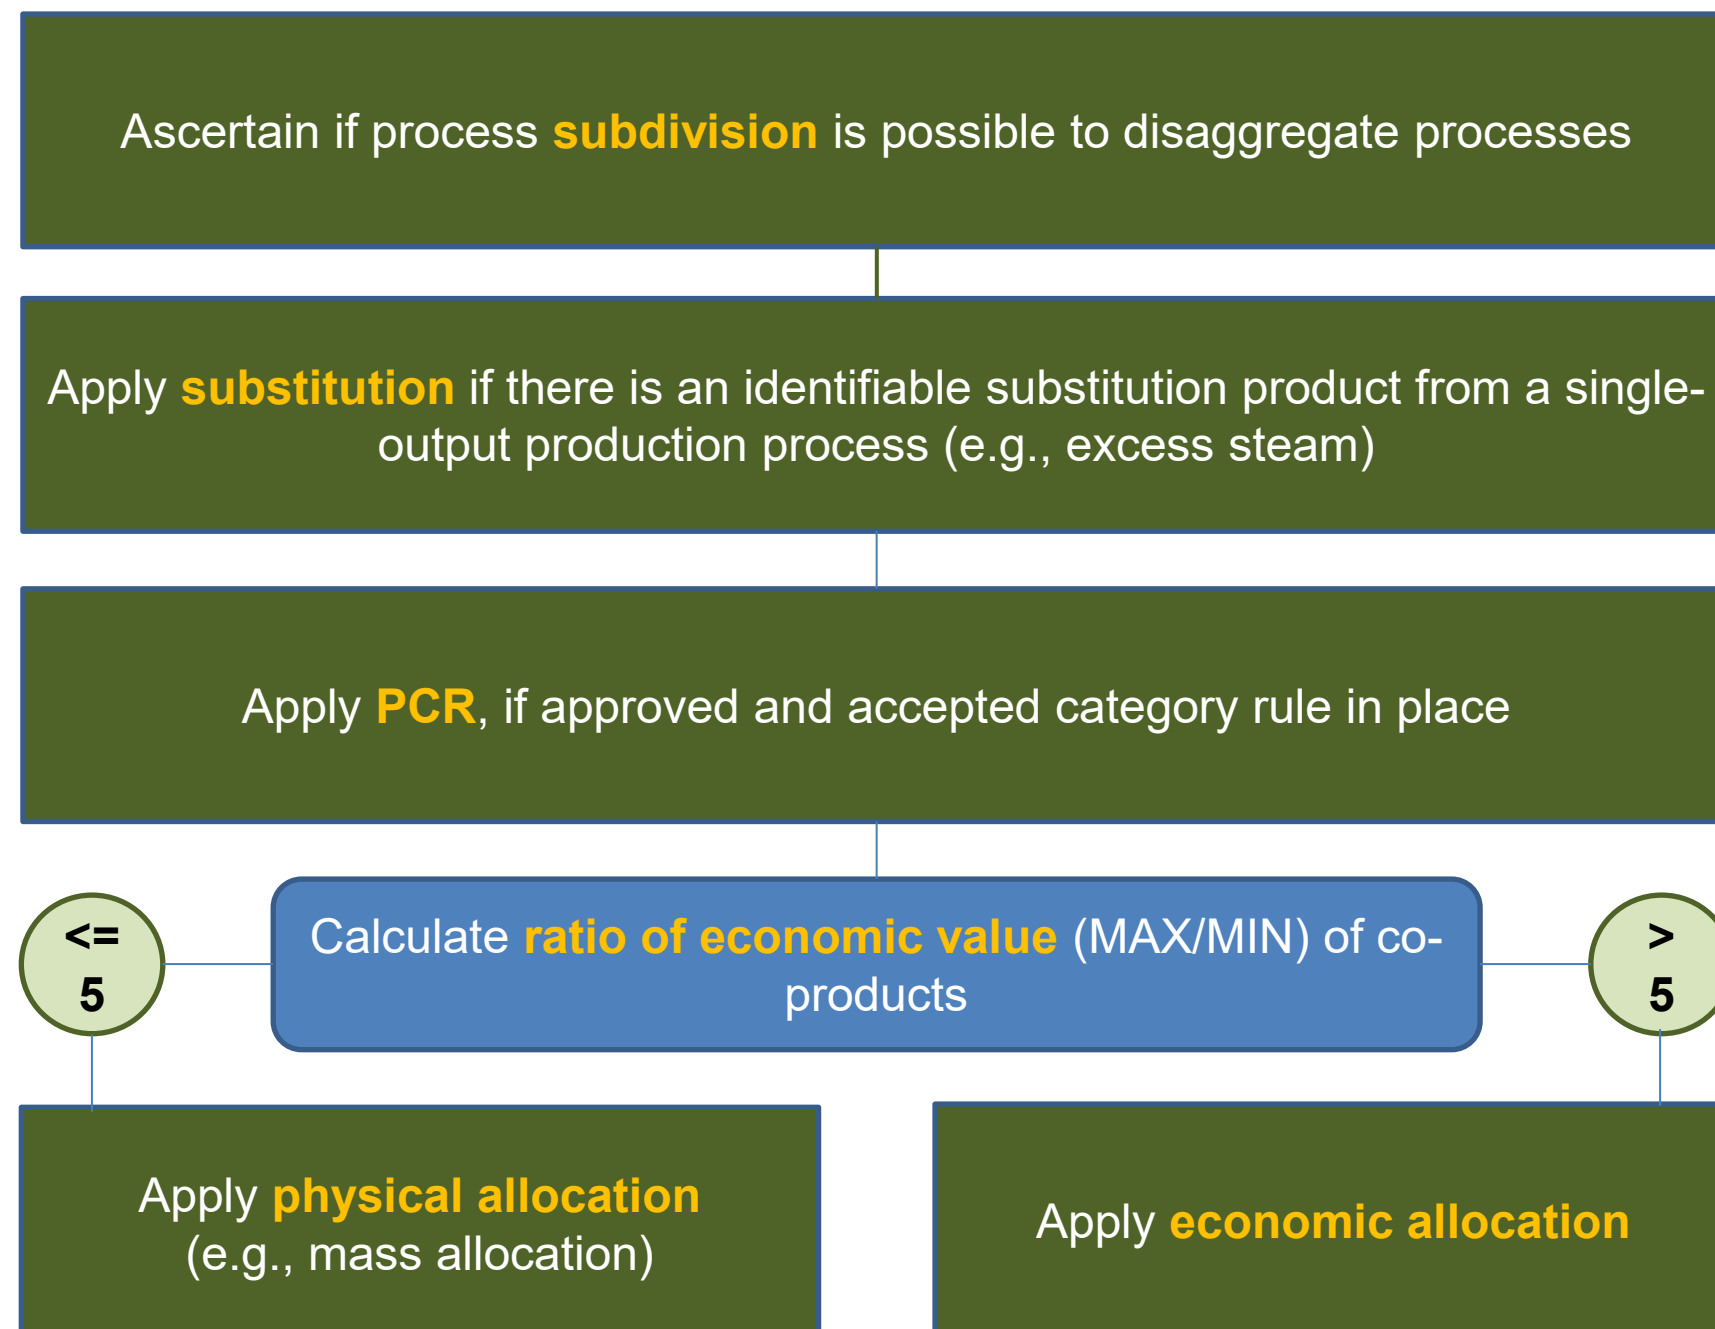 Ascertain if process subdivision is possible to disaggregate processes
Apply substitution if there is an identifiable substitution product from a single-
output production process (e.g., excess steam)
Apply PCR, if approved and accepted category rule in place
<=
5
Calculate ratio of economic value (MAX/MIN) of co-
products
>
5
Apply physical allocation
(e.g., mass allocation)
Apply economic allocation